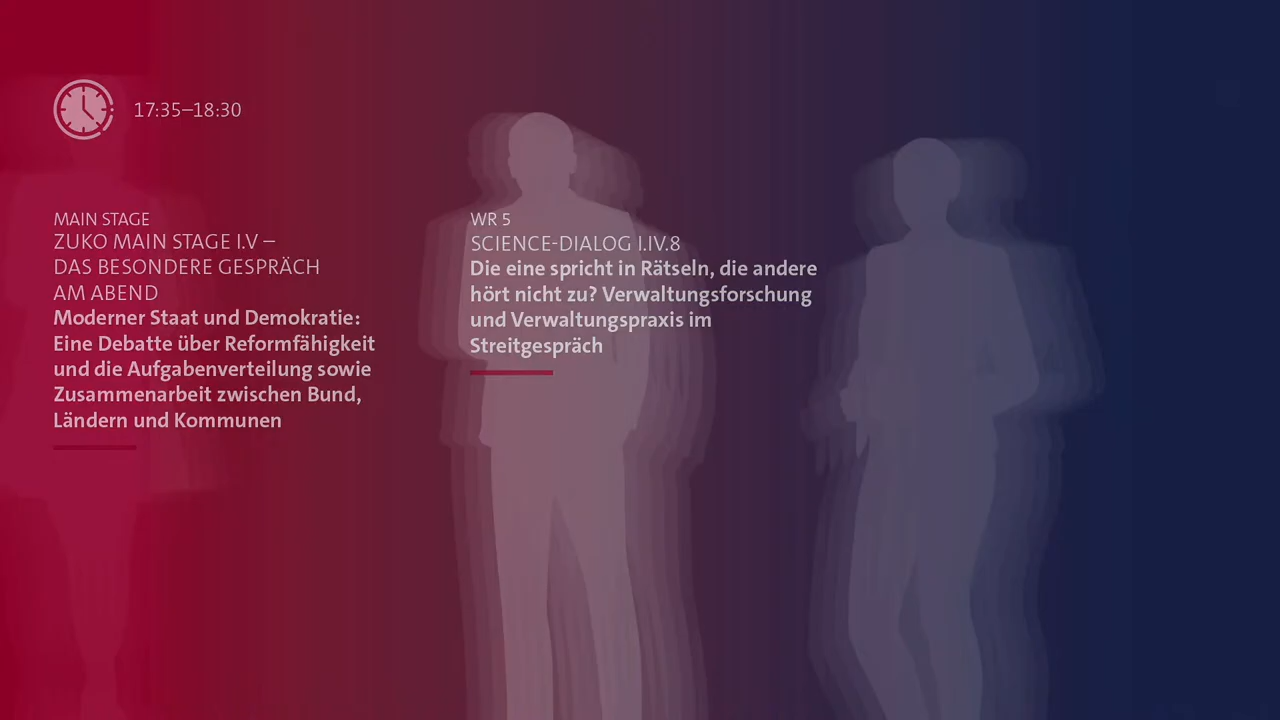 17:35–18:30
MAIN STAGE
ZUKO MAIN STAGE I.V –
DAS BESONDERE GESPRÄCH
AM ABEND
Moderner Staat und Demokratie:
Eine Debatte über Reformfähigkeit
und die Aufgabenverteilung sowie
Zusammenarbeit zwischen Bund,
Ländern und Kommunen
WR 5
SCIENCE-DIALOG I.IV.8
Die eine spricht in Rätseln, die andere
hört nicht zu? Verwaltungsforschung
und Verwaltungspraxis im
Streitgespräch